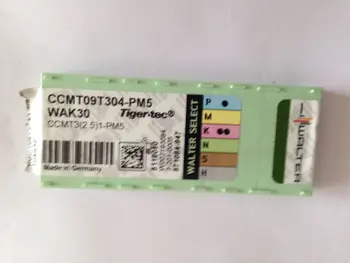 CCMT09T304-PM5
WAK30 Tiger·tec®
CCMT3(2.5)1-PM5
Made in Germany
WALTER SELECT
P
M
K
N
S
H
WALTER